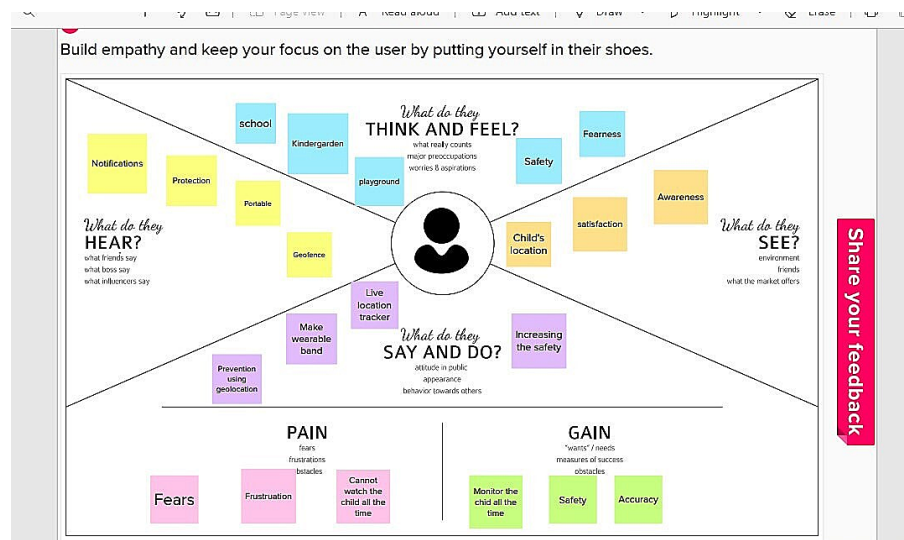 Page view
Read aloud
Add text
Draw
Highlight
Erase
Build empathy and keep your focus on the user by putting yourself in their shoes.
What do they
THINK AND FEEL?
what really counts
major preoccupations
worries & aspirations
school
Kindergarden
playground
Safety
Fearness
Notifications
Protection
Portable
Geofence
What do they
HEAR?
what friends say
what boss say
what influencers say
Child's
location
satisfaction
Awareness
What do they
SEE?
environment
friends
what the market offers
Live
location
tracker
Make
wearable
band
Prevention
using
geolocation
What do they
SAY AND DO?
attitude in public
appearance
behavior towards others
Increasing
the safety
PAIN
fears
frustrations
obstacles
Fears
Frustruation
Cannot
watch the
child all the
time
GAIN
"wants" / needs
measures of success
obstacles
Monitor the
chid all the
time
Safety
Accuracy
Share your feedback